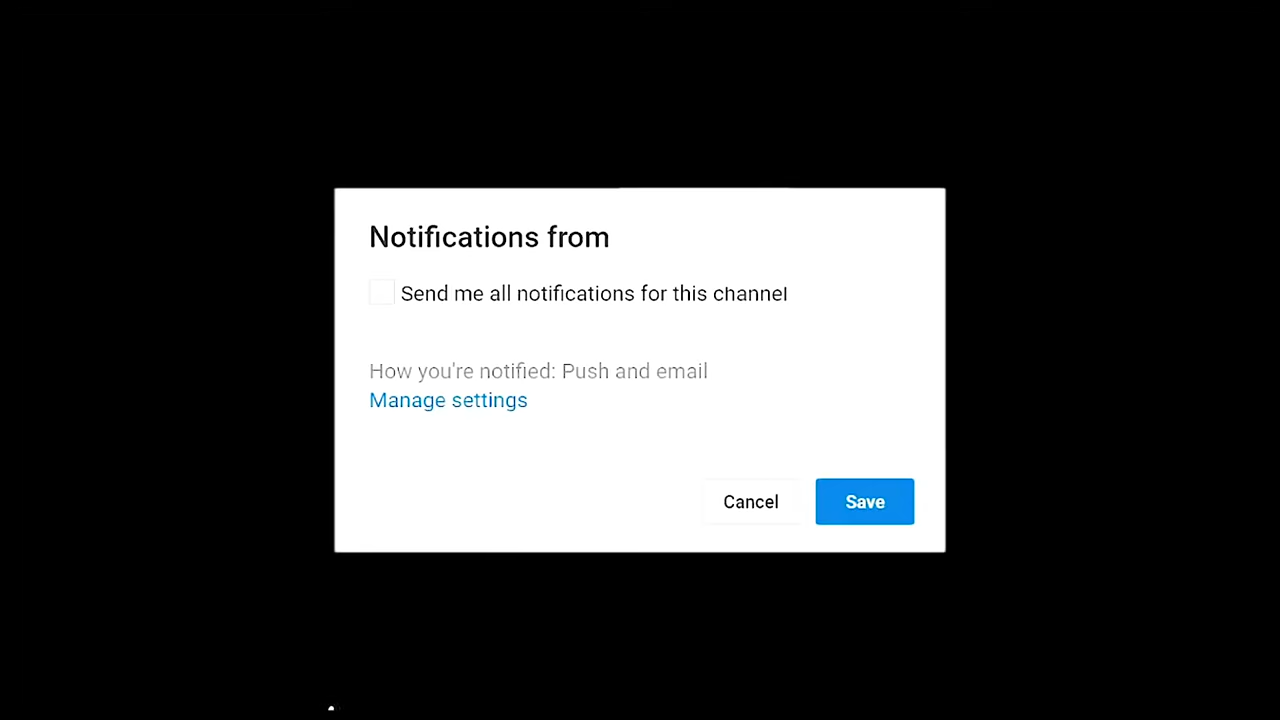 Notifications from
Send me all notifications for this channel
How you're notified: Push and email
Manage settings
Cancel
Save